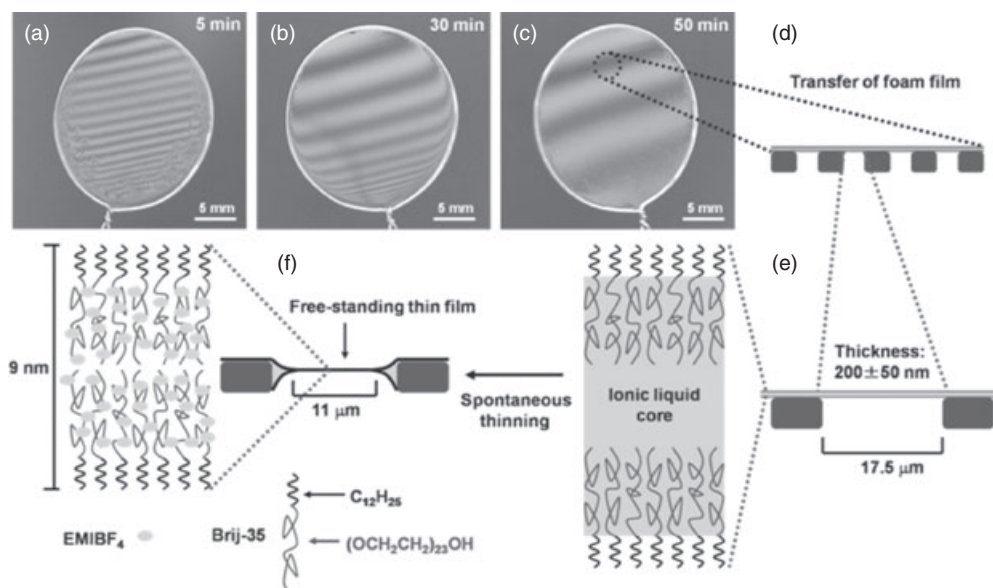 (a)
5 min
(b)
30 min
(c)
50 min
(d)
Transfer of foam film
5 mm
5 mm
5 mm
(f)
(e)
Free-standing thin film
9 nm
11 μm
Spontaneous
thinning
Ionic liquid
core
Thickness:
200±50 nm
17.5 μm
EMIBF₄
Brij-35
C₁₂H₂₅
(OCH₂CH₂)₂₃OH